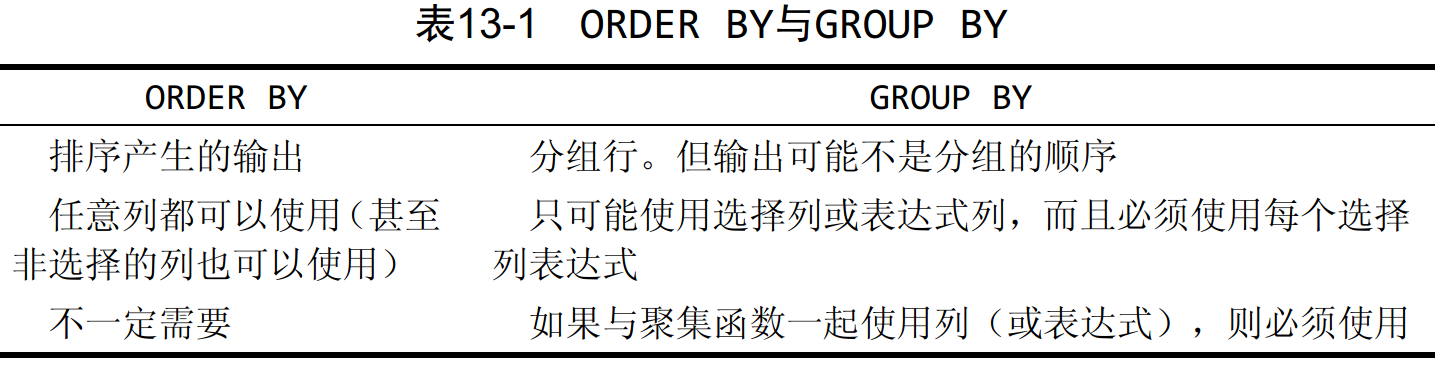 表13-1 ORDER BY与GROUP BY
ORDER BY GROUP BY
排序产生的输出 分组行。但输出可能不是分组的顺序
任意列都可以使用（甚至 只可能使用选择列或表达式列，而且必须使用每个选择
非选择的列也可以使用） 列表达式
不一定需要 如果与聚集函数一起使用列（或表达式），则必须使用